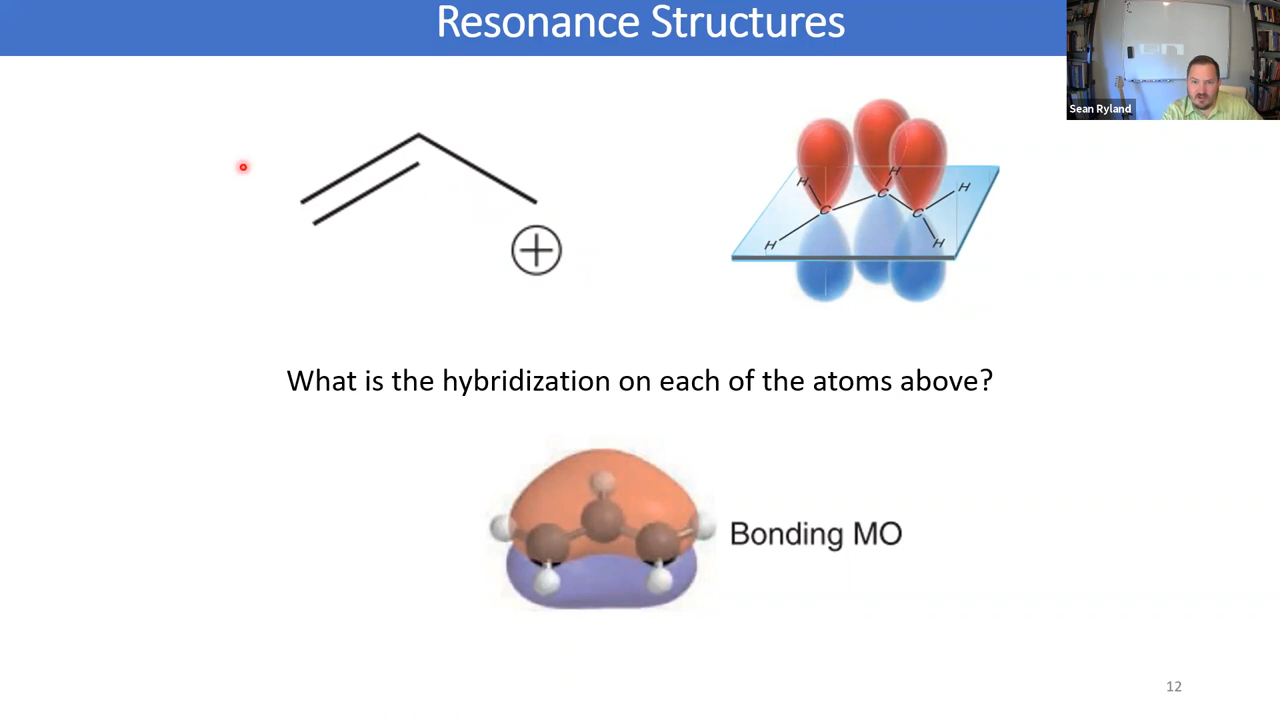 Resonance Structures
Sean Ryland
+
H
H
H
H
H
C
C
C
What is the hybridization on each of the atoms above?
Bonding MO
12